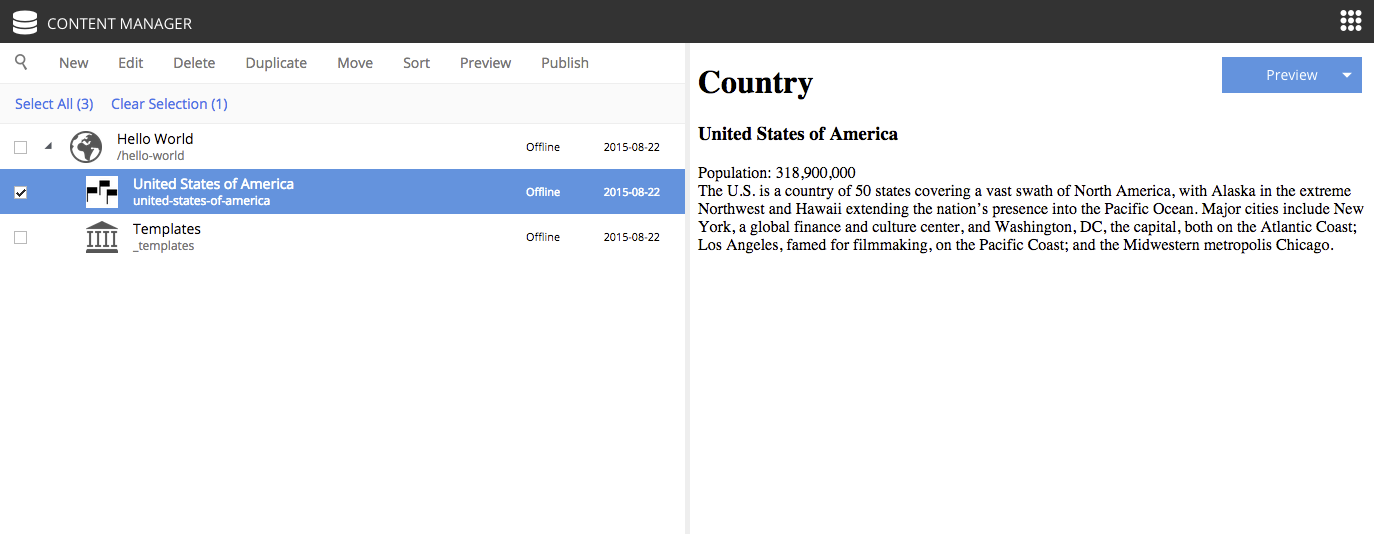 CONTENT MANAGER
New Edit Delete Duplicate Move Sort Preview Publish
Select All (3) Clear Selection (1)
Hello World
/hello-world
Offline 2015-08-22
United States of America
united-states-of-america
Offline 2015-08-22
Templates
_templates
Offline 2015-08-22
Preview
Country
United States of America
Population: 318,900,000
The U.S. is a country of 50 states covering a vast swath of North America, with Alaska in the extreme
Northwest and Hawaii extending the nation’s presence into the Pacific Ocean. Major cities include New
York, a global finance and culture center, and Washington, DC, the capital, both on the Atlantic Coast;
Los Angeles, famed for filmmaking, on the Pacific Coast; and the Midwestern metropolis Chicago.